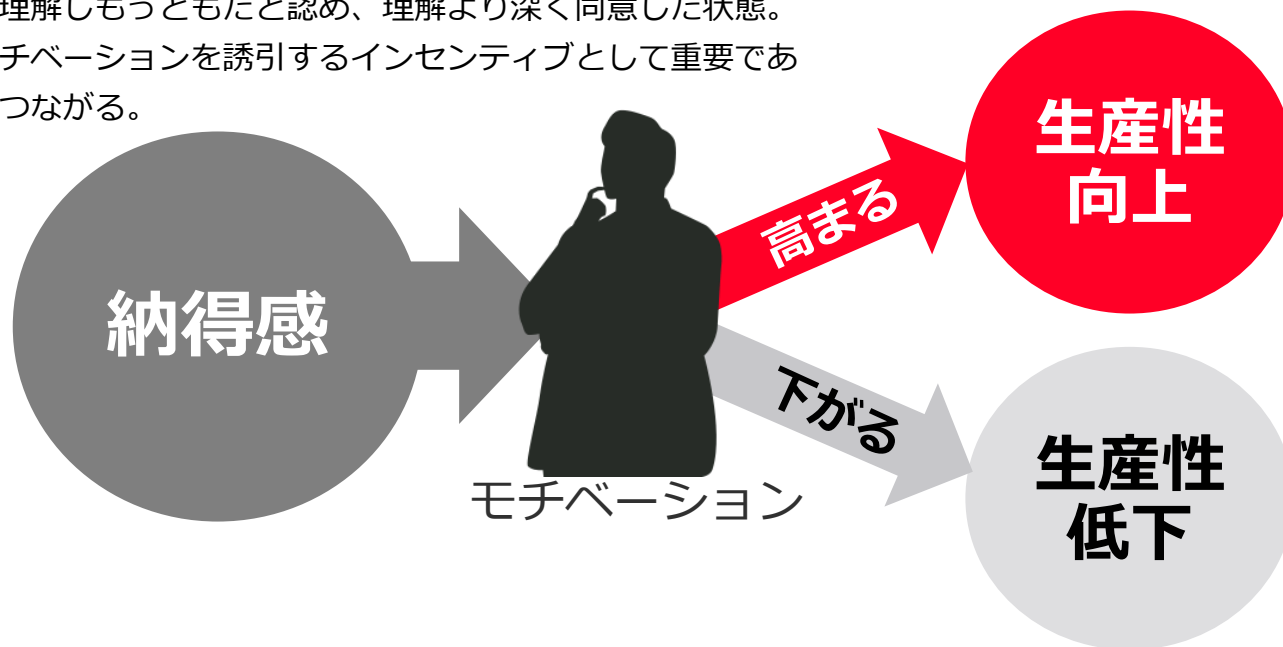 理解しもっともだと認め、理解より深く同意した状態。
チベーションを誘引するインセンティブとして重要であ
つながる。
生産性
向上
高まる
納得感
下がる
生産性
低下
モチベーション